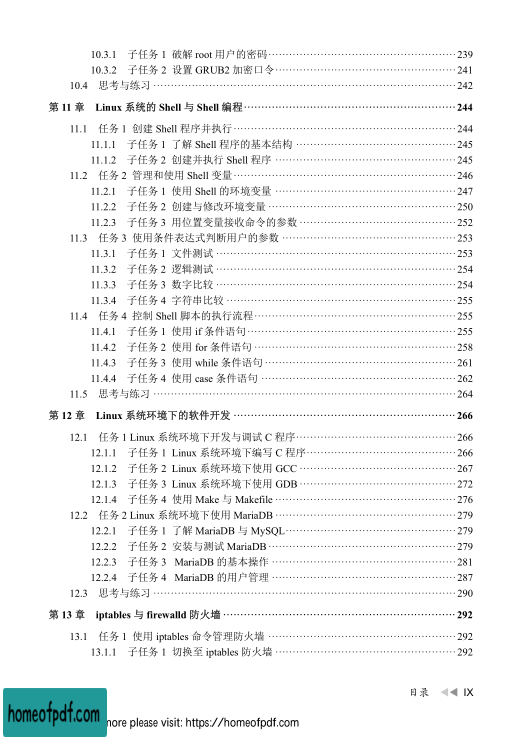 10.3.1 子任务 1 破解 root 用户的密码 239
10.3.2 子任务 2 设置 GRUB2 加密口令 241
10.4 思考与练习 242
第 11 章 Linux 系统的 Shell 与 Shell 编程 244
11.1 任务 1 创建 Shell 程序并执行 244
11.1.1 子任务 1 了解 Shell 程序的基本结构 245
11.1.2 子任务 2 创建并执行 Shell 程序 245
11.2 任务 2 管理和使用 Shell 变量 246
11.2.1 子任务 1 使用 Shell 的环境变量 247
11.2.2 子任务 2 创建与修改环境变量 250
11.2.3 子任务 3 用位置变量接收命令的参数 252
11.3 任务 3 使用条件表达式判断用户的参数 253
11.3.1 子任务 1 文件测试 253
11.3.2 子任务 2 逻辑测试 254
11.3.3 子任务 3 数字比较 254
11.3.4 子任务 4 字符串比较 255
11.4 任务 4 控制 Shell 脚本的执行流程 255
11.4.1 子任务 1 使用 if 条件语句 255
11.4.2 子任务 2 使用 for 条件语句 258
11.4.3 子任务 3 使用 while 条件语句 261
11.4.4 子任务 4 使用 case 条件语句 262
11.5 思考与练习 264
第 12 章 Linux 系统环境下的软件开发 266
12.1 任务 1 Linux 系统环境下开发与调试 C 程序 266
12.1.1 子任务 1 Linux 系统环境下编写 C 程序 266
12.1.2 子任务 2 Linux 系统环境下使用 GCC 267
12.1.3 子任务 3 Linux 系统环境下使用 GDB 272
12.1.4 子任务 4 使用 Make 与 Makefile 276
12.2 任务 2 Linux 系统环境下使用 MariaDB 279
12.2.1 子任务 1 了解 MariaDB 与 MySQL 279
12.2.2 子任务 2 安装与测试 MariaDB 279
12.2.3 子任务 3 MariaDB 的基本操作 281
12.2.4 子任务 4 MariaDB 的用户管理 287
12.3 思考与练习 290
第 13 章 iptables 与 firewalld 防火墙 292
13.1 任务 1 使用 iptables 命令管理防火墙 292
13.1.1 子任务 1 切换至 iptables 防火墙 292
目录 IX
homeofpdf.com
more please visit: https://homeofpdf.com